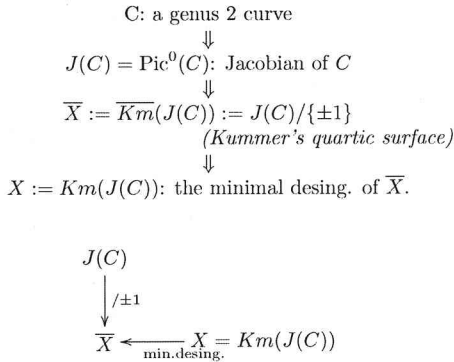 C: a genus 2 curve
⇓
J(C) = Pic⁰(C): Jacobian of C
⇓
X̅ := K̅m̅(J(C)) := J(C)/{±1}
(Kummer's quartic surface)
⇓
X := Km(J(C)): the minimal desing. of X̅.
J(C)
/±1
X̅ ← X = Km(J(C))
min.desing.